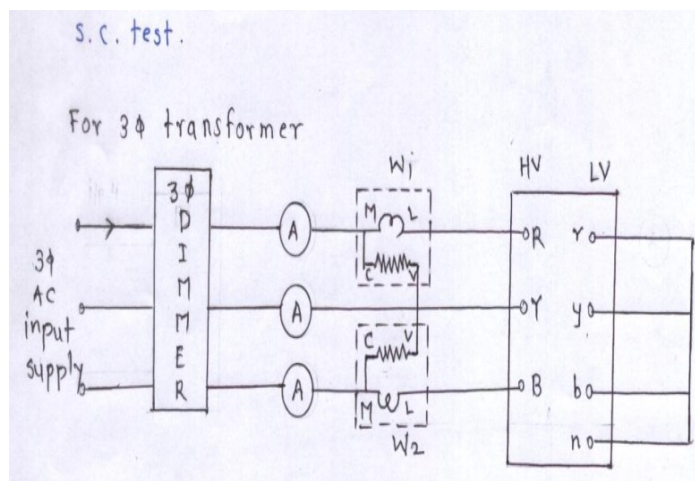 S.C. test.
For 3ϕ transformer
W1
HV LV
3ϕ
DIMMER
3ϕ
AC
input
supply
A
M L
C V
R r
A
Y y
C V
A
M L
B b
W2
n